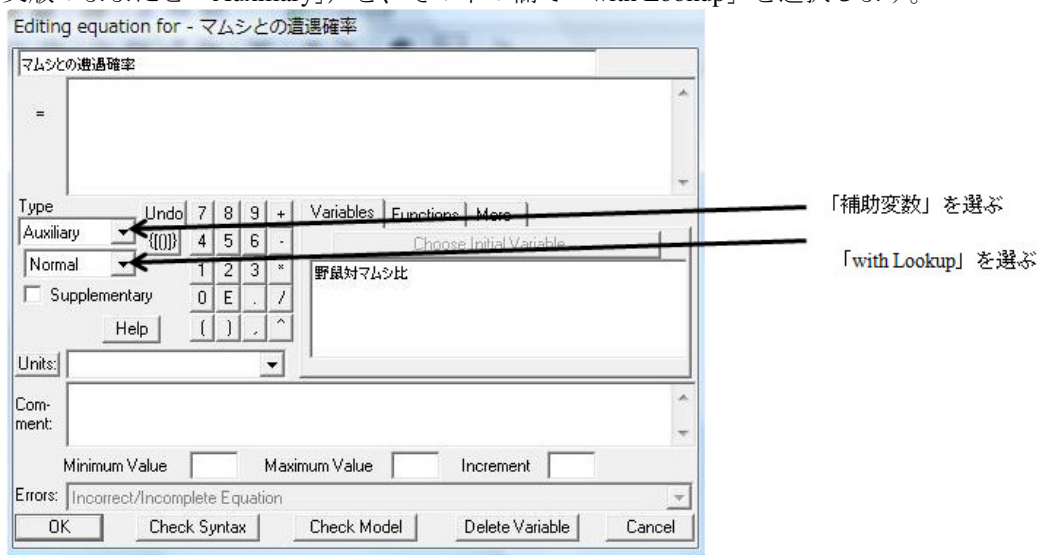 Editing equation for - マムシとの遭遇確率
マムシとの遭遇確率
=
Type
Undo 7 8 9 +
Variables Functions More
「補助変数」を選ぶ
Auxiliary
{[()]} 4 5 6 -
Choose Initial Variable
Normal
1 2 3 *
野鼠対マムシ比
「with Lookup」を選ぶ
Supplementary
0 E . /
Help
( ) , ^
Units:
Com-
ment:
Minimum Value Maximum Value Increment
Errors: Incorrect/Incomplete Equation
OK Check Syntax Check Model Delete Variable Cancel